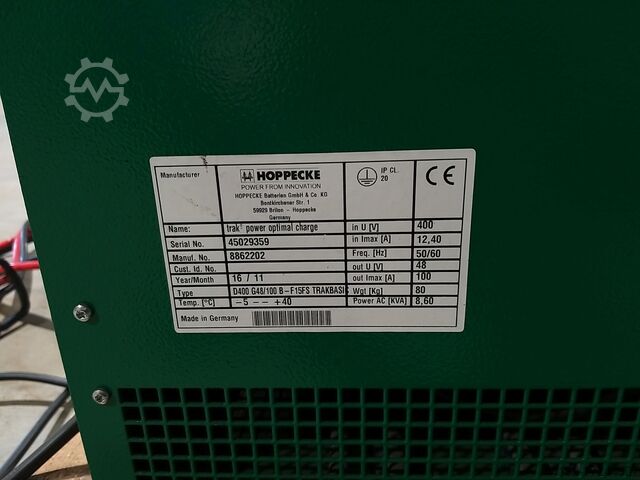 Manufacturer
HOPPECKE
POWER FROM INNOVATION
HOPPECKE Batterien GmbH & Co. KG
Bontkirchener Str. 1
59929 Brilon - Hoppecke
Germany
IP CL.
20
CE
Name: trak² power optimal charge in U [V] 400
Serial No. 45029359 in Imax [A] 12,40
Manuf. No. 8862202 Freq. [Hz] 50/60
Cust. Id. No. out U [V] 48
Year/Month 16 / 11 out Imax [A] 100
Type D400 G48/100 B-F15FS TRAKBASIC Wgt [Kg] 80
Temp. [°C] -5 -- +40 Power AC [KVA] 8,60
Made in Germany